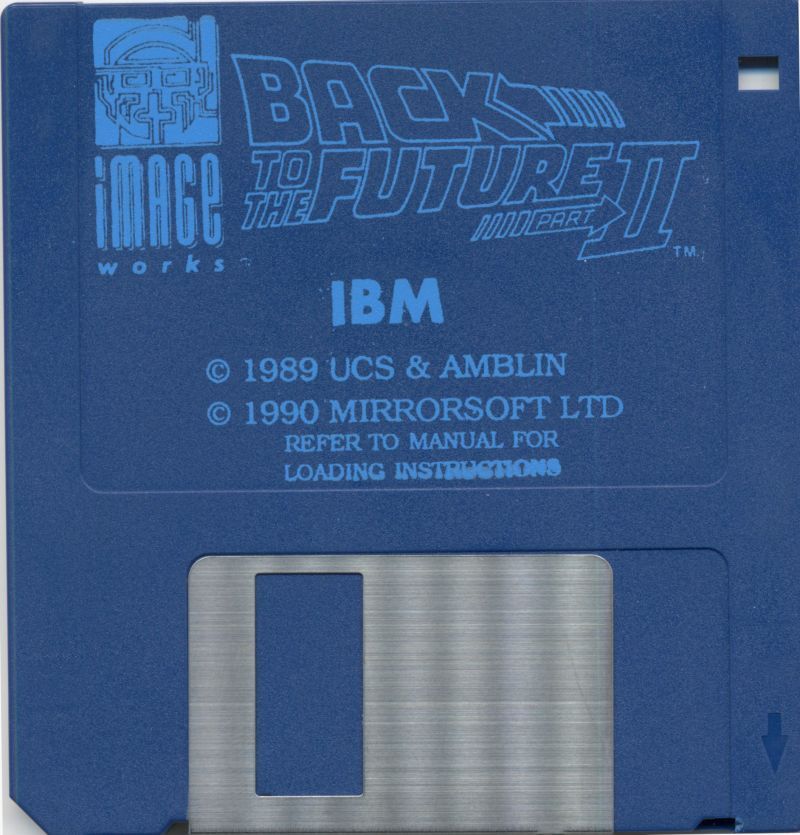 iMAGE
works
BACK
TO THE FUTURE
PART II TM
IBM
© 1989 UCS & AMBLIN
© 1990 MIRRORSOFT LTD
REFER TO MANUAL FOR
LOADING INSTRUCTIONS